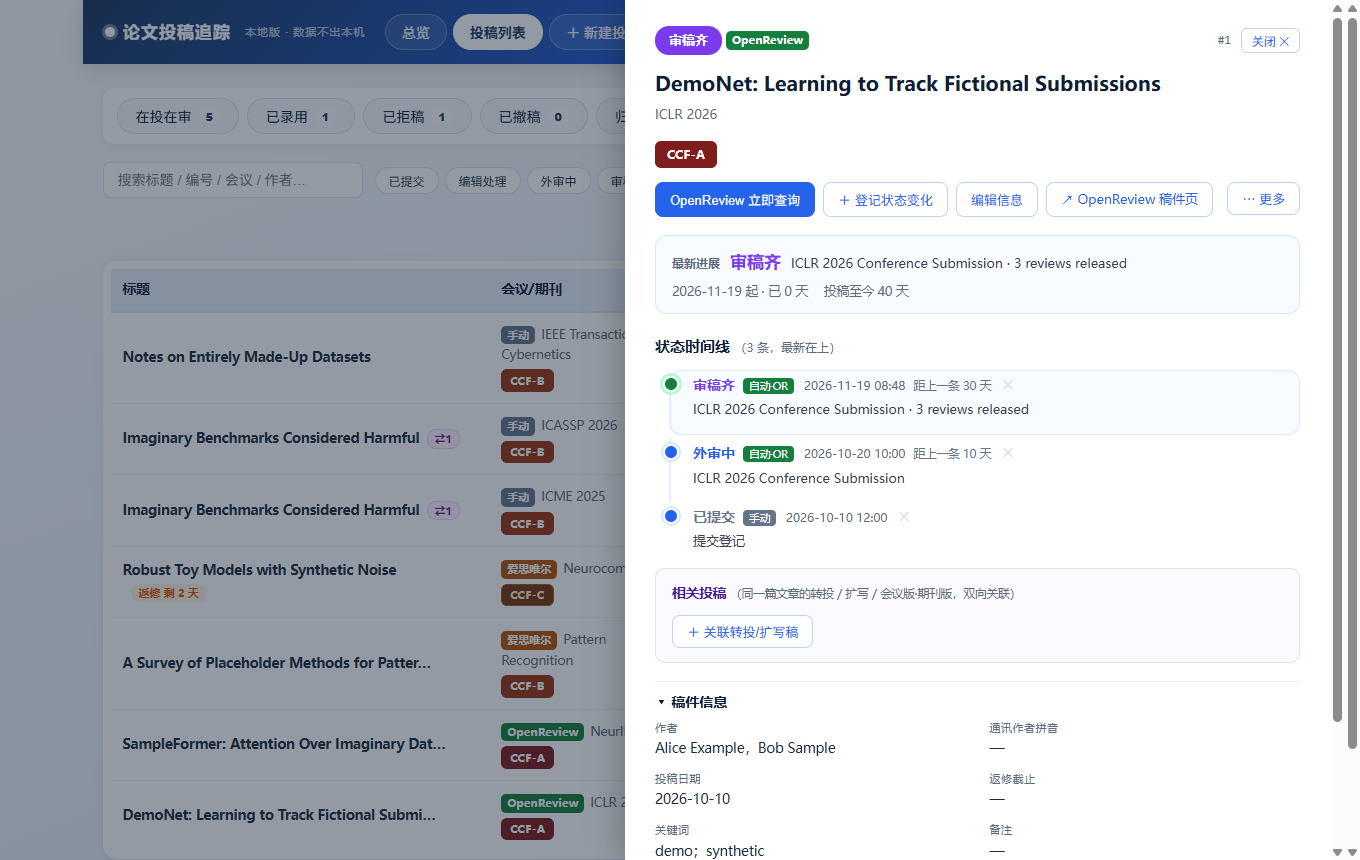 论文投稿追踪 本地版 · 数据不出本机 总览 投稿列表 ＋ 新建投
在投在审 5 已录用 1 已拒稿 1 已撤稿 0 归
搜索标题 / 编号 / 会议 / 作者… 已提交 编辑处理 外审中 审
标题 会议/期刊
Notes on Entirely Made-Up Datasets
手动 IEEE Transactio
Cybernetics
CCF-B
Imaginary Benchmarks Considered Harmful ⇄1
手动 ICASSP 2026
CCF-B
Imaginary Benchmarks Considered Harmful ⇄1
手动 ICME 2025
CCF-B
Robust Toy Models with Synthetic Noise
返修 剩 2 天
爱思唯尔 Neurocom
CCF-C
A Survey of Placeholder Methods for Patter…
爱思唯尔 Pattern
Recognition
CCF-B
SampleFormer: Attention Over Imaginary Dat…
OpenReview NeurI
CCF-A
DemoNet: Learning to Track Fictional Submi…
OpenReview ICLR 2
CCF-A
审稿齐 OpenReview #1 关闭 ×
DemoNet: Learning to Track Fictional Submissions
ICLR 2026
CCF-A
OpenReview 立即查询 ＋ 登记状态变化 编辑信息 ↗ OpenReview 稿件页 ··· 更多
最新进展 审稿齐 ICLR 2026 Conference Submission · 3 reviews released
2026-11-19 起 · 已 0 天 投稿至今 40 天
状态时间线 （3 条，最新在上）
审稿齐 自动·OR 2026-11-19 08:48 距上一条 30 天 ×
ICLR 2026 Conference Submission · 3 reviews released
外审中 自动·OR 2026-10-20 10:00 距上一条 10 天 ×
ICLR 2026 Conference Submission
已提交 手动 2026-10-10 12:00 ×
提交登记
相关投稿 （同一篇文章的转投 / 扩写 / 会议版·期刊版，双向关联）
＋ 关联转投/扩写稿
▾ 稿件信息
作者 通讯作者拼音
Alice Example，Bob Sample —
投稿日期 返修截止
2026-10-10 —
关键词 备注
demo；synthetic —